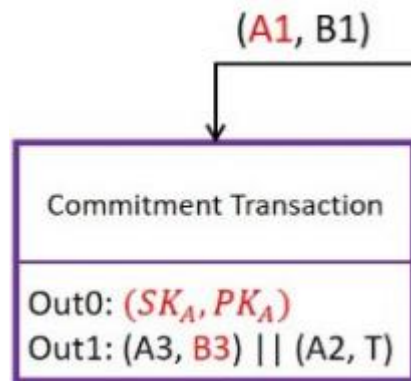 (A1, B1)
Commitment Transaction
Out0: (SK_A, PK_A)
Out1: (A3, B3) || (A2, T)